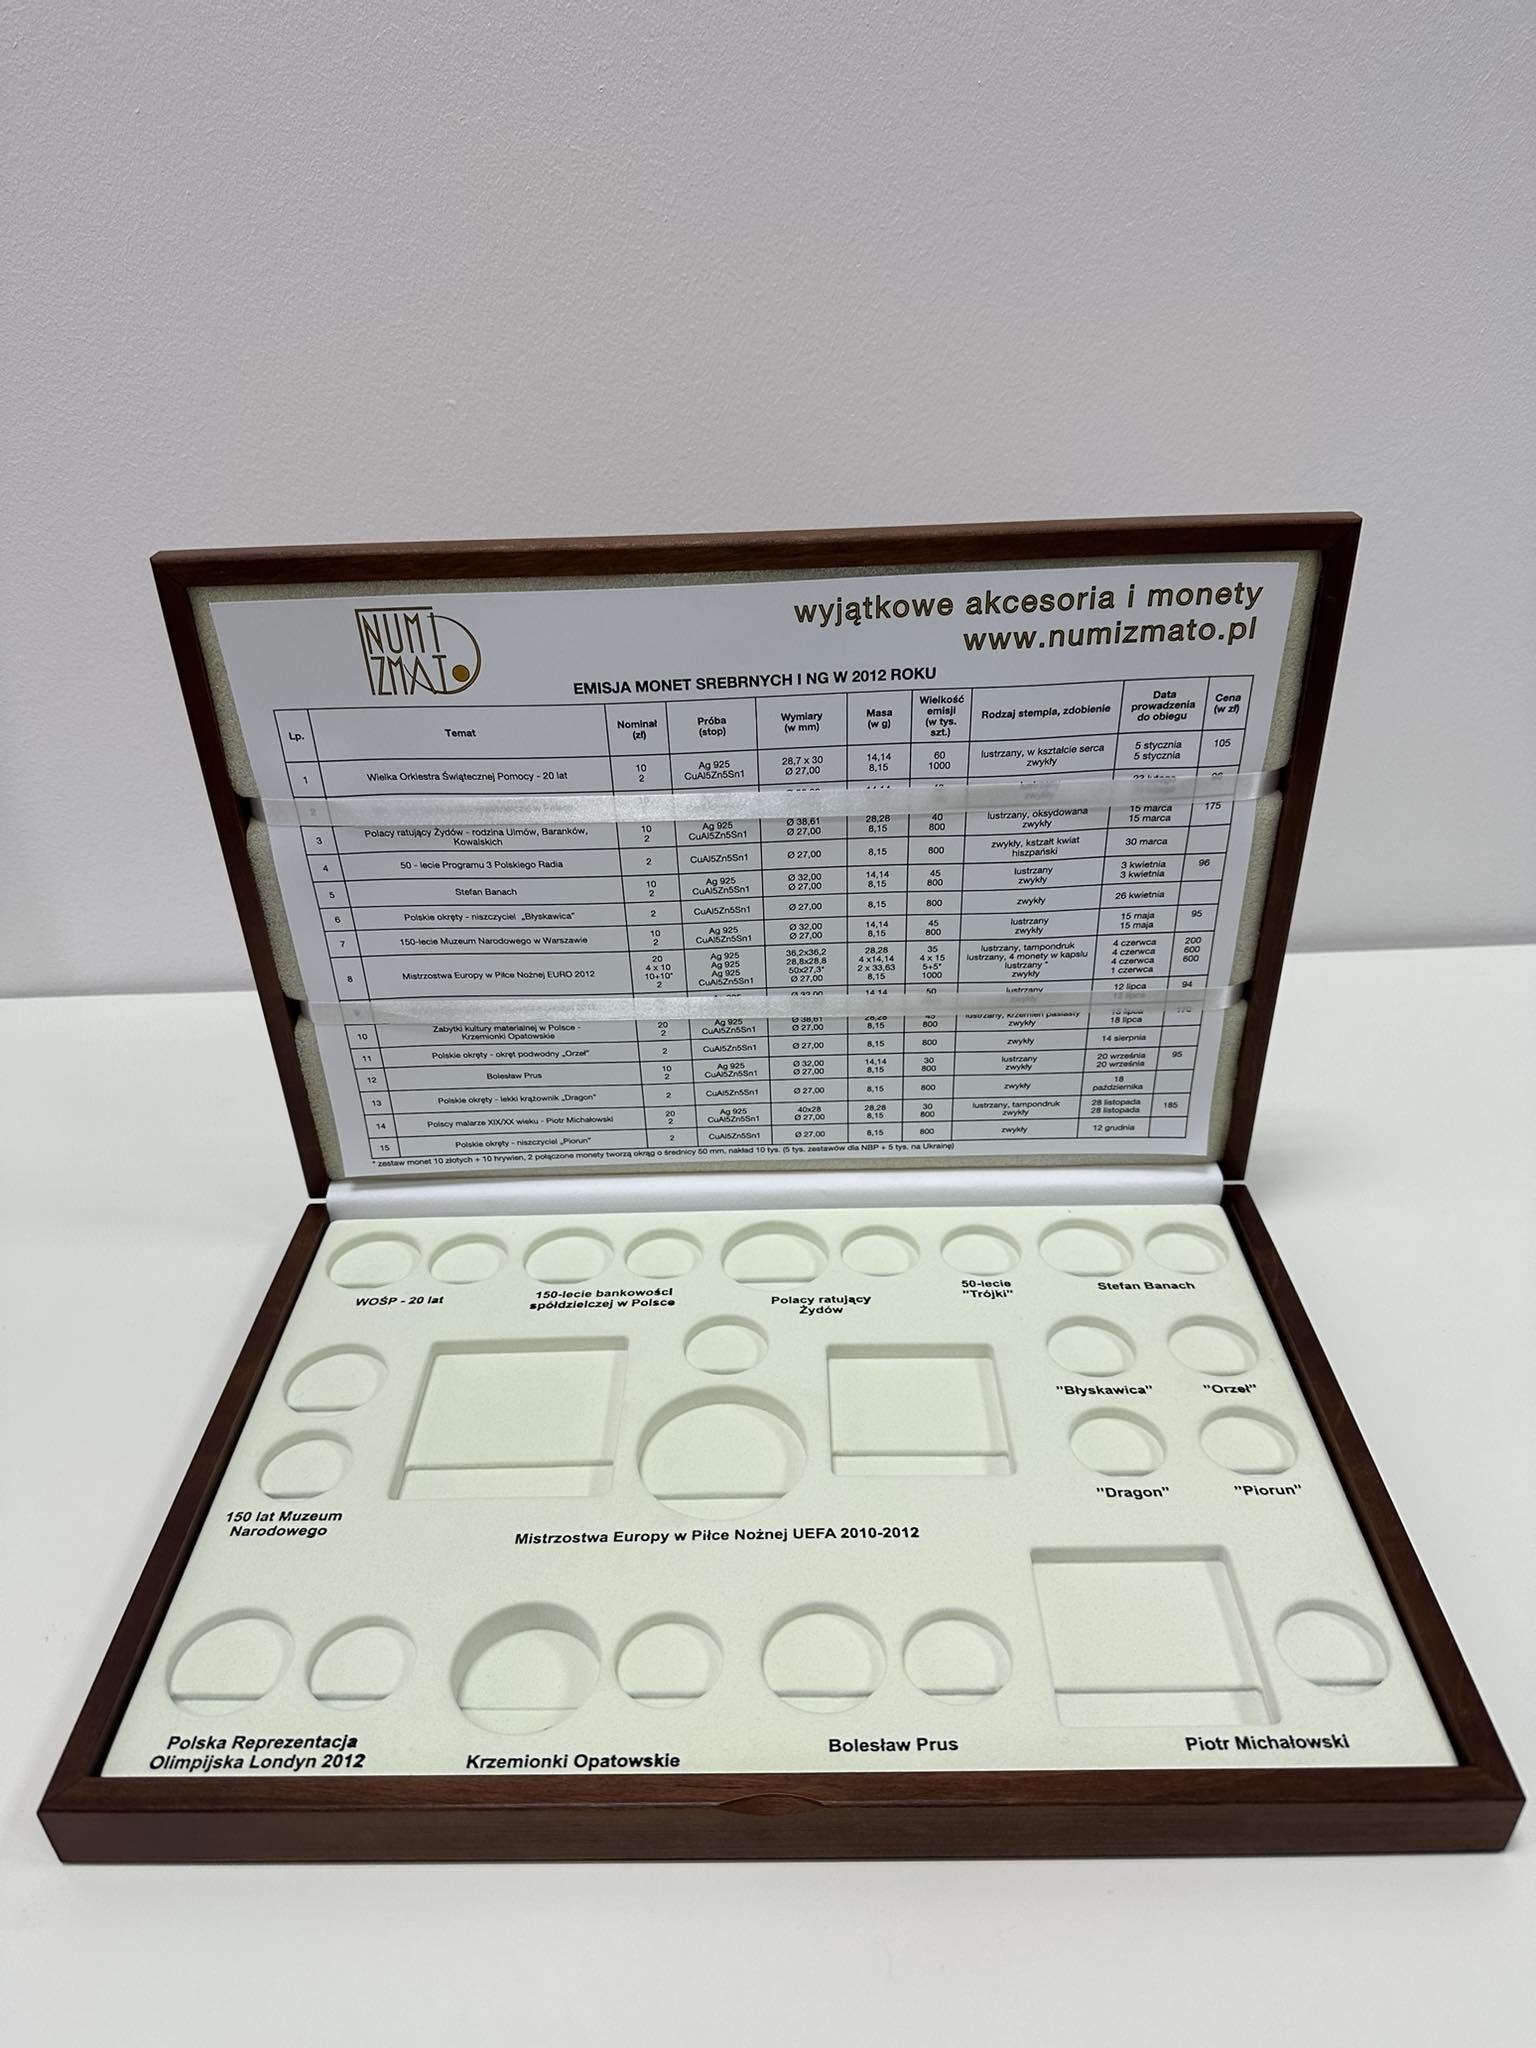 NUMI
ZMATO
wyjątkowe akcesoria i monety
www.numizmato.pl
EMISJA MONET SREBRNYCH I NG W 2012 ROKU
Lp. Temat Nominał (zł) Próba (stop) Wymiary (w mm) Masa (w g) Wielkość emisji (w tys. szt.) Rodzaj stempla, zdobienie Data prowadzenia do obiegu Cena (w zł)
1 Wielka Orkiestra Świątecznej Pomocy - 20 lat 10 Ag 925 28,7 x 30 14,14 60 lustrzany, w kształcie serca 5 stycznia 105
2 CuAl5Zn5Sn1 Ø 27,00 8,15 1000 zwykły 5 stycznia
2
3 Polacy ratujący Żydów - rodzina Ulmów, Baranków, Kowalskich 10 Ag 925 Ø 38,61 28,28 40 lustrzany, oksydowana 15 marca 175
2 CuAl5Zn5Sn1 Ø 27,00 8,15 800 zwykły 15 marca
4 50 - lecie Programu 3 Polskiego Radia 2 CuAl5Zn5Sn1 Ø 27,00 8,15 800 zwykły, kształt kwiat hiszpański 30 marca
5 Stefan Banach 10 Ag 925 Ø 32,00 14,14 45 lustrzany 3 kwietnia 96
2 CuAl5Zn5Sn1 Ø 27,00 8,15 800 zwykły 3 kwietnia
6 Polskie okręty - niszczyciel „Błyskawica" 2 CuAl5Zn5Sn1 Ø 27,00 8,15 800 zwykły 26 kwietnia
7 150-lecie Muzeum Narodowego w Warszawie 10 Ag 925 Ø 32,00 14,14 45 lustrzany 15 maja 95
2 CuAl5Zn5Sn1 Ø 27,00 8,15 800 zwykły 15 maja
8 Mistrzostwa Europy w Piłce Nożnej EURO 2012 20 Ag 925 36,2x36,2 28,28 35 lustrzany, tampondruk 4 czerwca 200
4 x 10 Ag 925 28,8x28,8 4 x14,14 4 x 15 lustrzany, 4 monety w kapslu 4 czerwca 600
10+10* Ag 925 50x27,3* 2 x 33,63 5+5* lustrzany * 4 czerwca 600
2 CuAl5Zn5Sn1 Ø 27,00 8,15 1000 zwykły 1 czerwca
Ø 32,00 14,14 50 lustrzany 12 lipca 94
10 Zabytki kultury materialnej w Polsce - Krzemionki Opatowskie 20 Ag 925 Ø 38,61 28,28 45 lustrzany, krzemień pasiasty
2 CuAl5Zn5Sn1 Ø 27,00 8,15 800 zwykły 18 lipca
11 Polskie okręty - okręt podwodny „Orzeł" 2 CuAl5Zn5Sn1 Ø 27,00 8,15 800 zwykły 14 sierpnia
12 Bolesław Prus 10 Ag 925 Ø 32,00 14,14 30 lustrzany 20 września 95
2 CuAl5Zn5Sn1 Ø 27,00 8,15 800 zwykły 20 września
13 Polskie okręty - lekki krążownik „Dragon" 2 CuAl5Zn5Sn1 Ø 27,00 8,15 800 zwykły 18 października
14 Polscy malarze XIX/XX wieku - Piotr Michałowski 20 Ag 925 40x28 28,28 30 lustrzany, tampondruk 28 listopada 185
2 CuAl5Zn5Sn1 Ø 27,00 8,15 800 zwykły 28 listopada
15 Polskie okręty - niszczyciel „Piorun" 2 CuAl5Zn5Sn1 Ø 27,00 8,15 800 zwykły 12 grudnia
* zestaw monet 10 złotych + 10 hrywien, 2 połączone monety tworzą okrąg o średnicy 50 mm, nakład 10 tys. (5 tys. zestawów dla NBP + 5 tys. na Ukrainę)
WOŚP - 20 lat
150-lecie bankowości
spółdzielczej w Polsce
Polacy ratujący
Żydów
50-lecie
"Trójki"
Stefan Banach
"Błyskawica"
"Orzeł"
"Dragon"
"Piorun"
150 lat Muzeum
Narodowego
Mistrzostwa Europy w Piłce Nożnej UEFA 2010-2012
Polska Reprezentacja
Olimpijska Londyn 2012
Krzemionki Opatowskie
Bolesław Prus
Piotr Michałowski